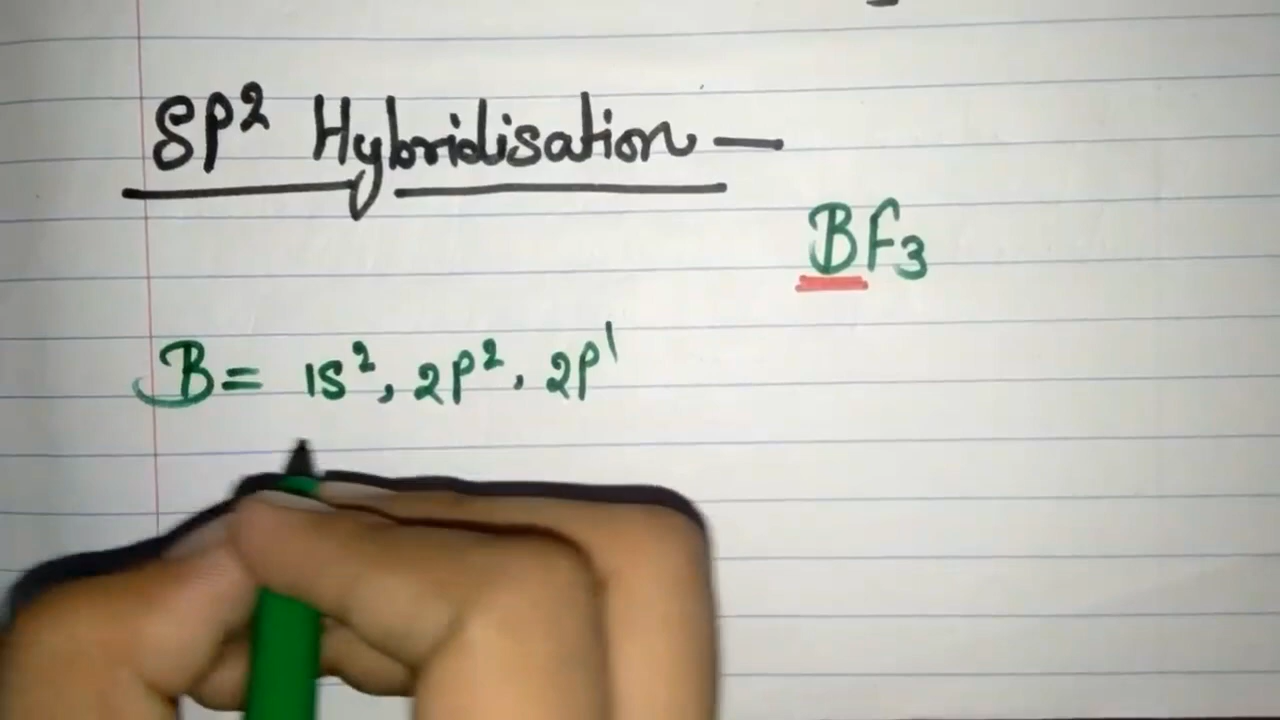 SP² Hybridisation —
BF₃
B = 1S², 2P², 2P¹